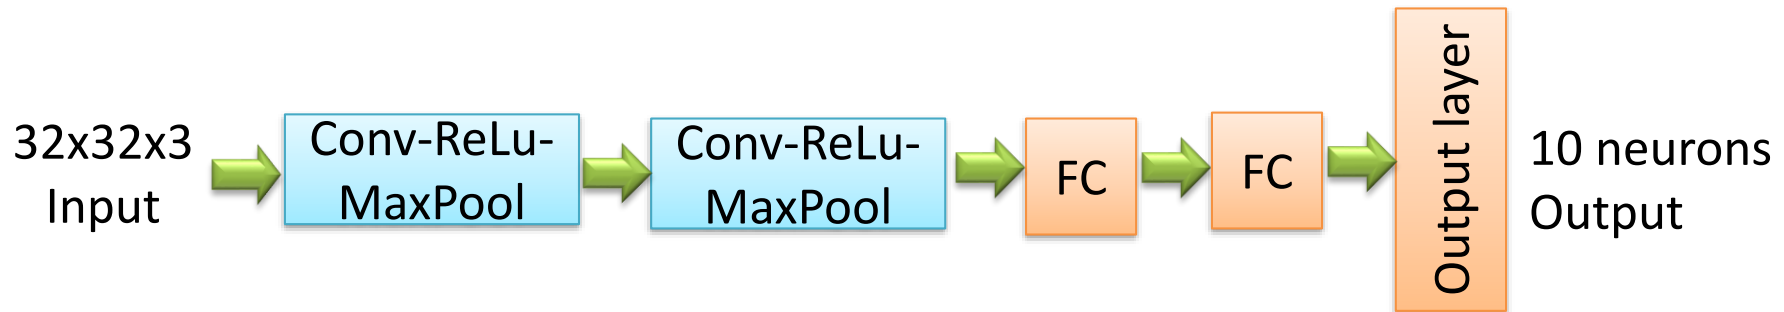 32x32x3
Input
Conv-ReLu-
MaxPool
Conv-ReLu-
MaxPool
FC
FC
Output layer
10 neurons
Output